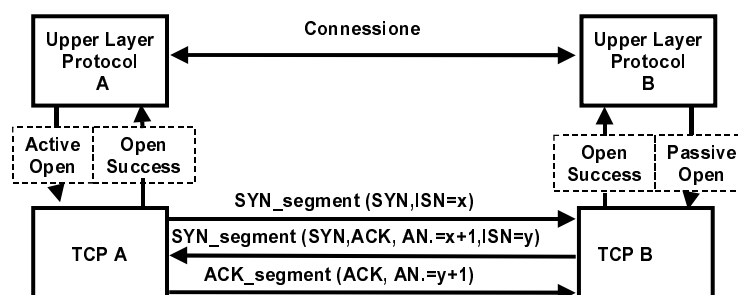 Connessione
Upper Layer
Protocol
A
Upper Layer
Protocol
B
Active
Open
Open
Success
Open
Success
Passive
Open
SYN_segment (SYN,ISN=x)
SYN_segment (SYN,ACK, AN.=x+1,ISN=y)
TCP A
TCP B
ACK_segment (ACK, AN.=y+1)